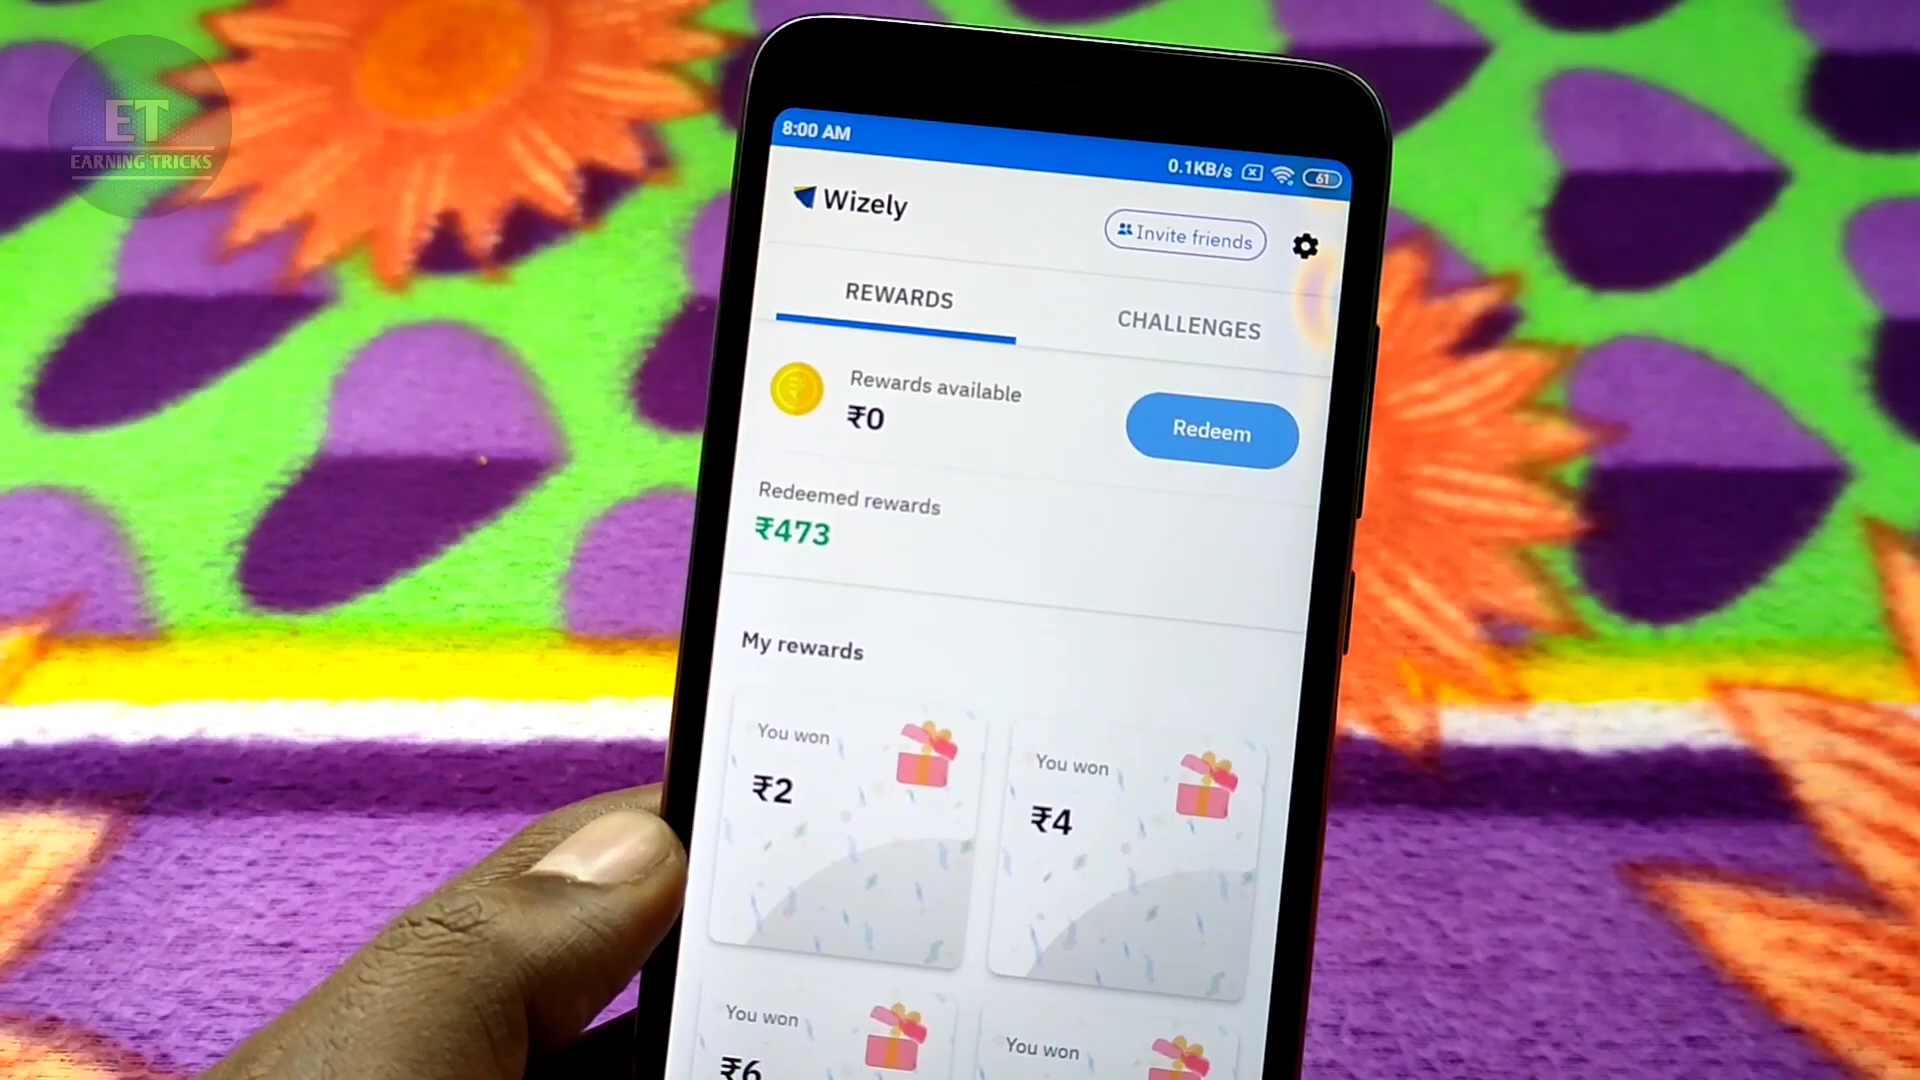 ET
EARNING TRICKS
8:00 AM
0.1KB/s
61
Wizely
Invite friends
REWARDS
CHALLENGES
Rewards available
₹0
Redeem
Redeemed rewards
₹473
My rewards
You won
₹2
You won
₹4
You won
₹6
You won